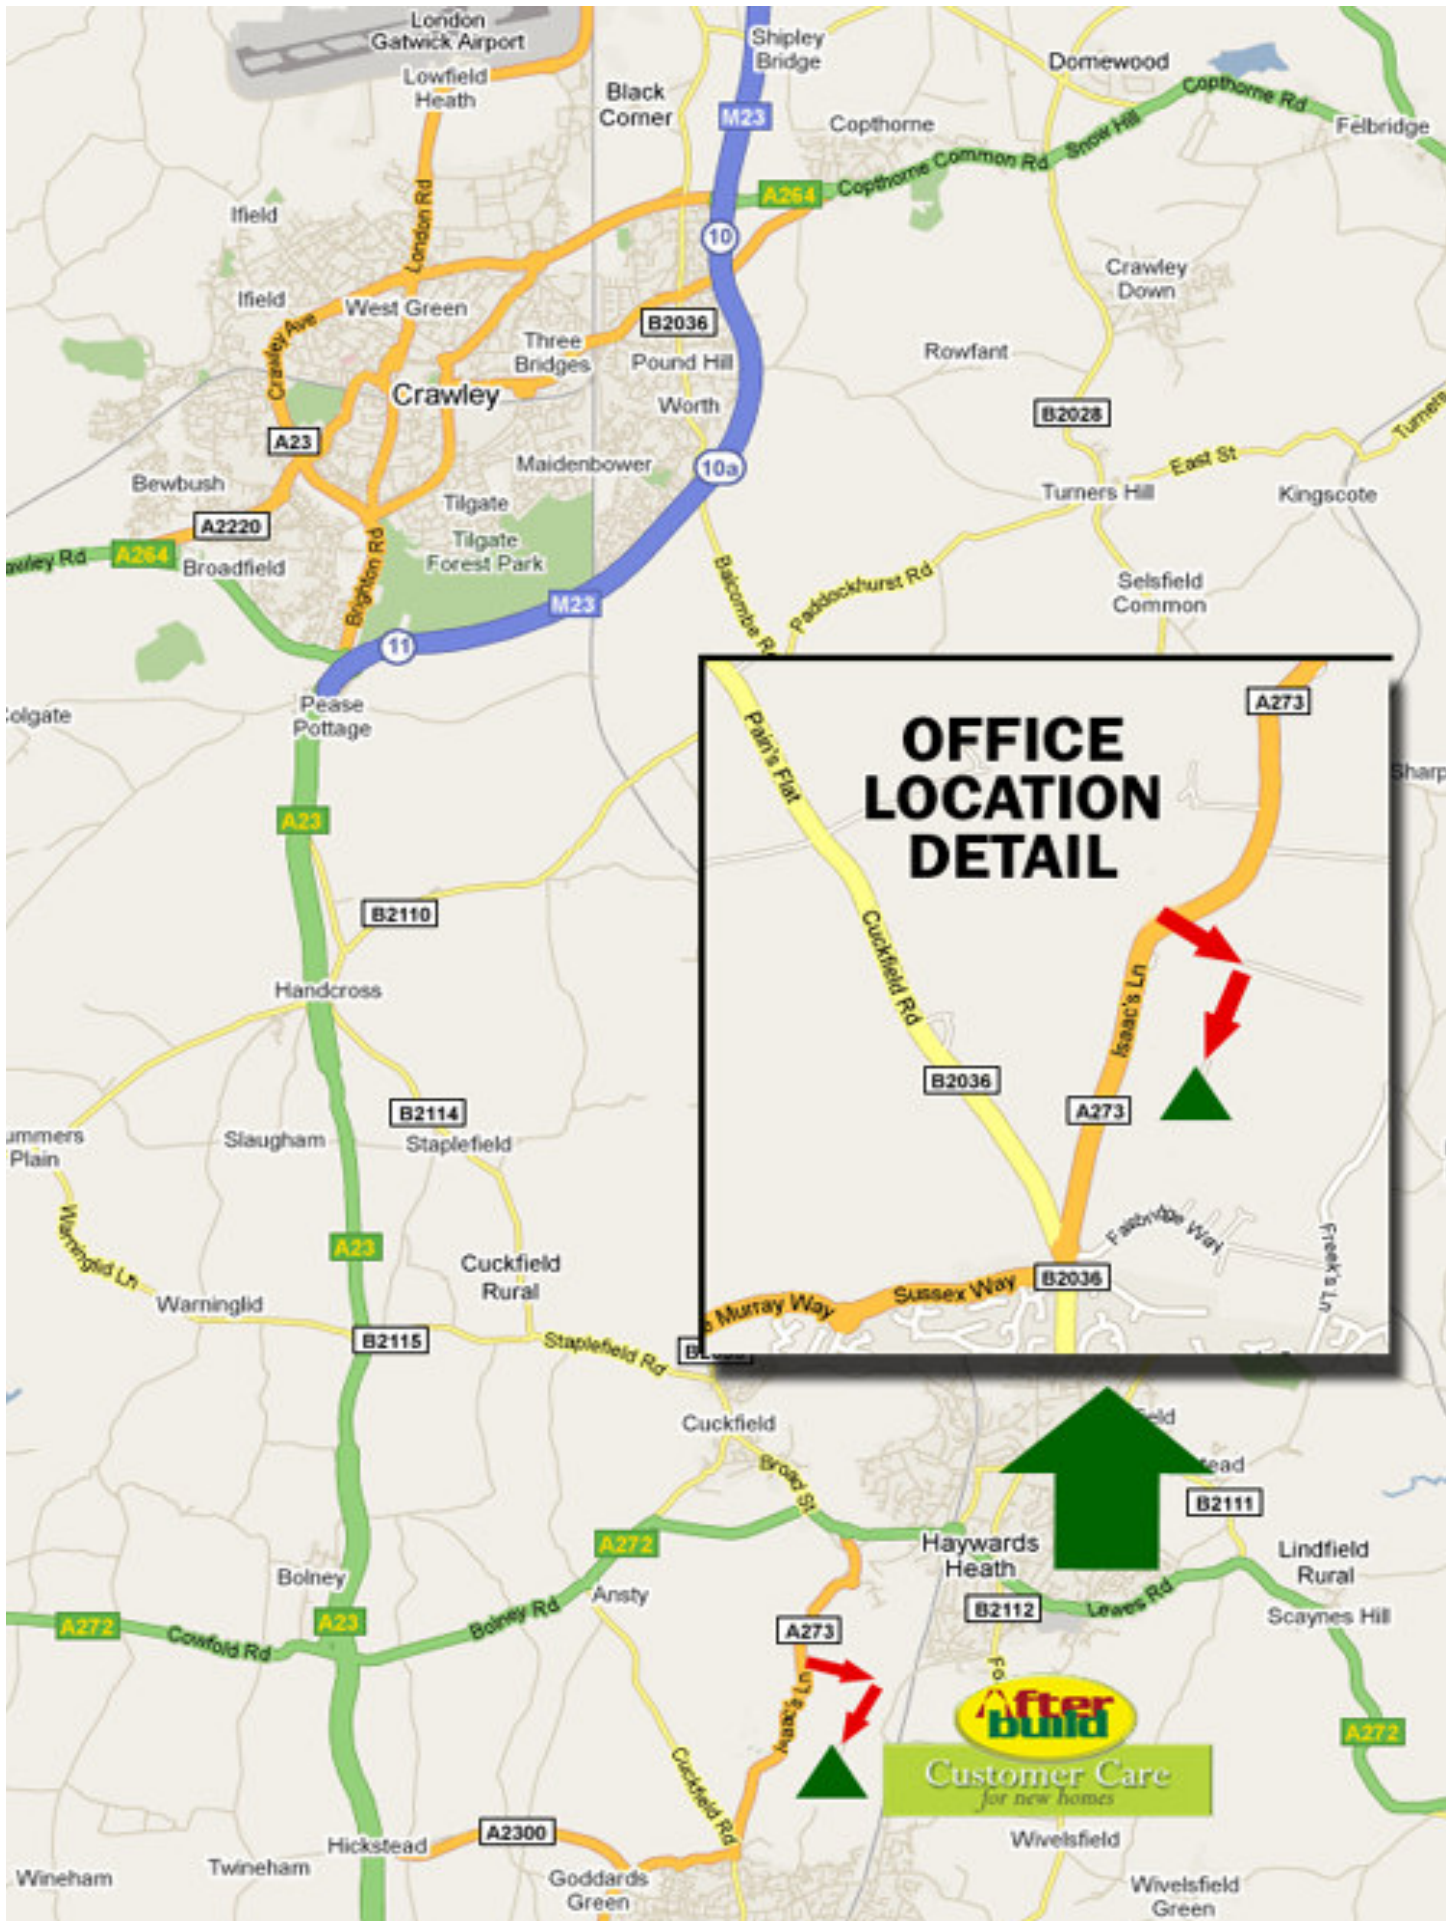 London
Gatwick Airport
Lowfield
Heath
Shipley
Bridge
Domewood
Black
Corner
M23
Copthorne
Copthorne Rd
Felbridge
Snow Hill
Copthorne Common Rd
A264
Ifield
London Rd
10
Crawley
Down
Ifield
West Green
Crawley Ave
B2036
Three
Bridges
Pound Hill
Rowfant
Crawley
Worth
B2028
A23
Maidenbower
10a
East St
Turners
Bewbush
Tilgate
Turners Hill
Kingscote
A2220
Tilgate
Forest Park
A264
Broadfield
Brighton Rd
Balcombe Rd
Paddockhurst Rd
Selsfield
Common
M23
11
Pease
Pottage
A23
B2110
Handcross
B2114
Slaugham
Staplefield
Plain
Warninglid Ln
A23
Cuckfield
Rural
Warninglid
B2115
Staplefield Rd
OFFICE
LOCATION
DETAIL
A273
Pain's Flat
Cuckfield Rd
Isaac's Ln
B2036
A273
Fairbridge Way
Freek's Ln
B2036
Sussex Way
Murray Way
Cuckfield
Broad St
B2111
A272
Haywards
Heath
Lindfield
Rural
Bolney
Ansty
Bolney Rd
A272
Cowfold Rd
A23
B2112
Lewes Rd
Scaynes Hill
A273
Isaac's Ln
After
build
Customer Care
for new homes
A272
Cuckfield Rd
Hickstead
A2300
Wivelsfield
Wineham
Twineham
Goddards
Green
Wivelsfield
Green